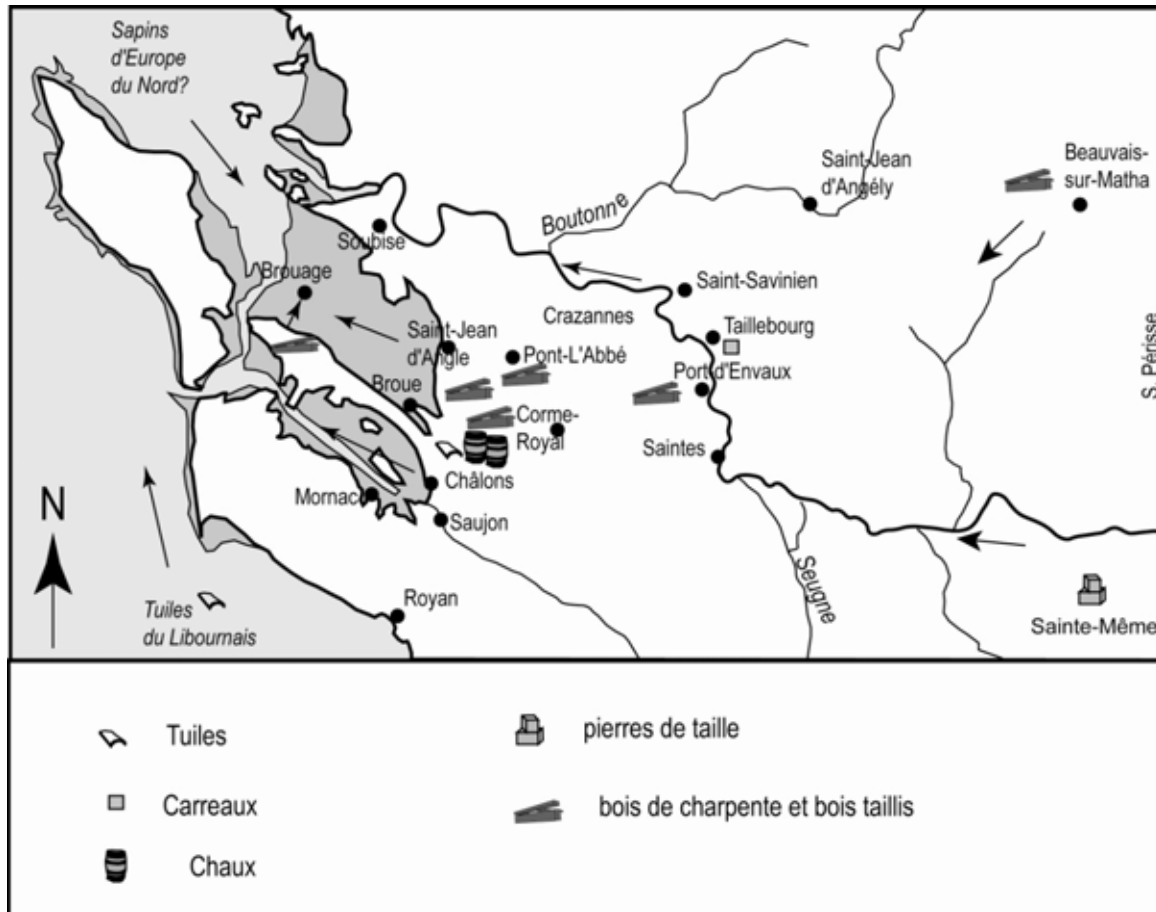 Sapins
d'Europe
du Nord?
Saint-Jean
d'Angély
Beauvais-
sur-Matha
Boutonne
Soubise
Brouage
Saint-Savinien
Crazannes
Taillebourg
Saint-Jean
d'Angle
Pont-L'Abbé
Port d'Envaux
S. Périsse
Broue
Corme-
Royal
Saintes
Châlons
Mornac
Saujon
N
Seugne
Royan
Tuiles
du Libournais
Sainte-Même
Tuiles
pierres de taille
Carreaux
bois de charpente et bois taillis
Chaux